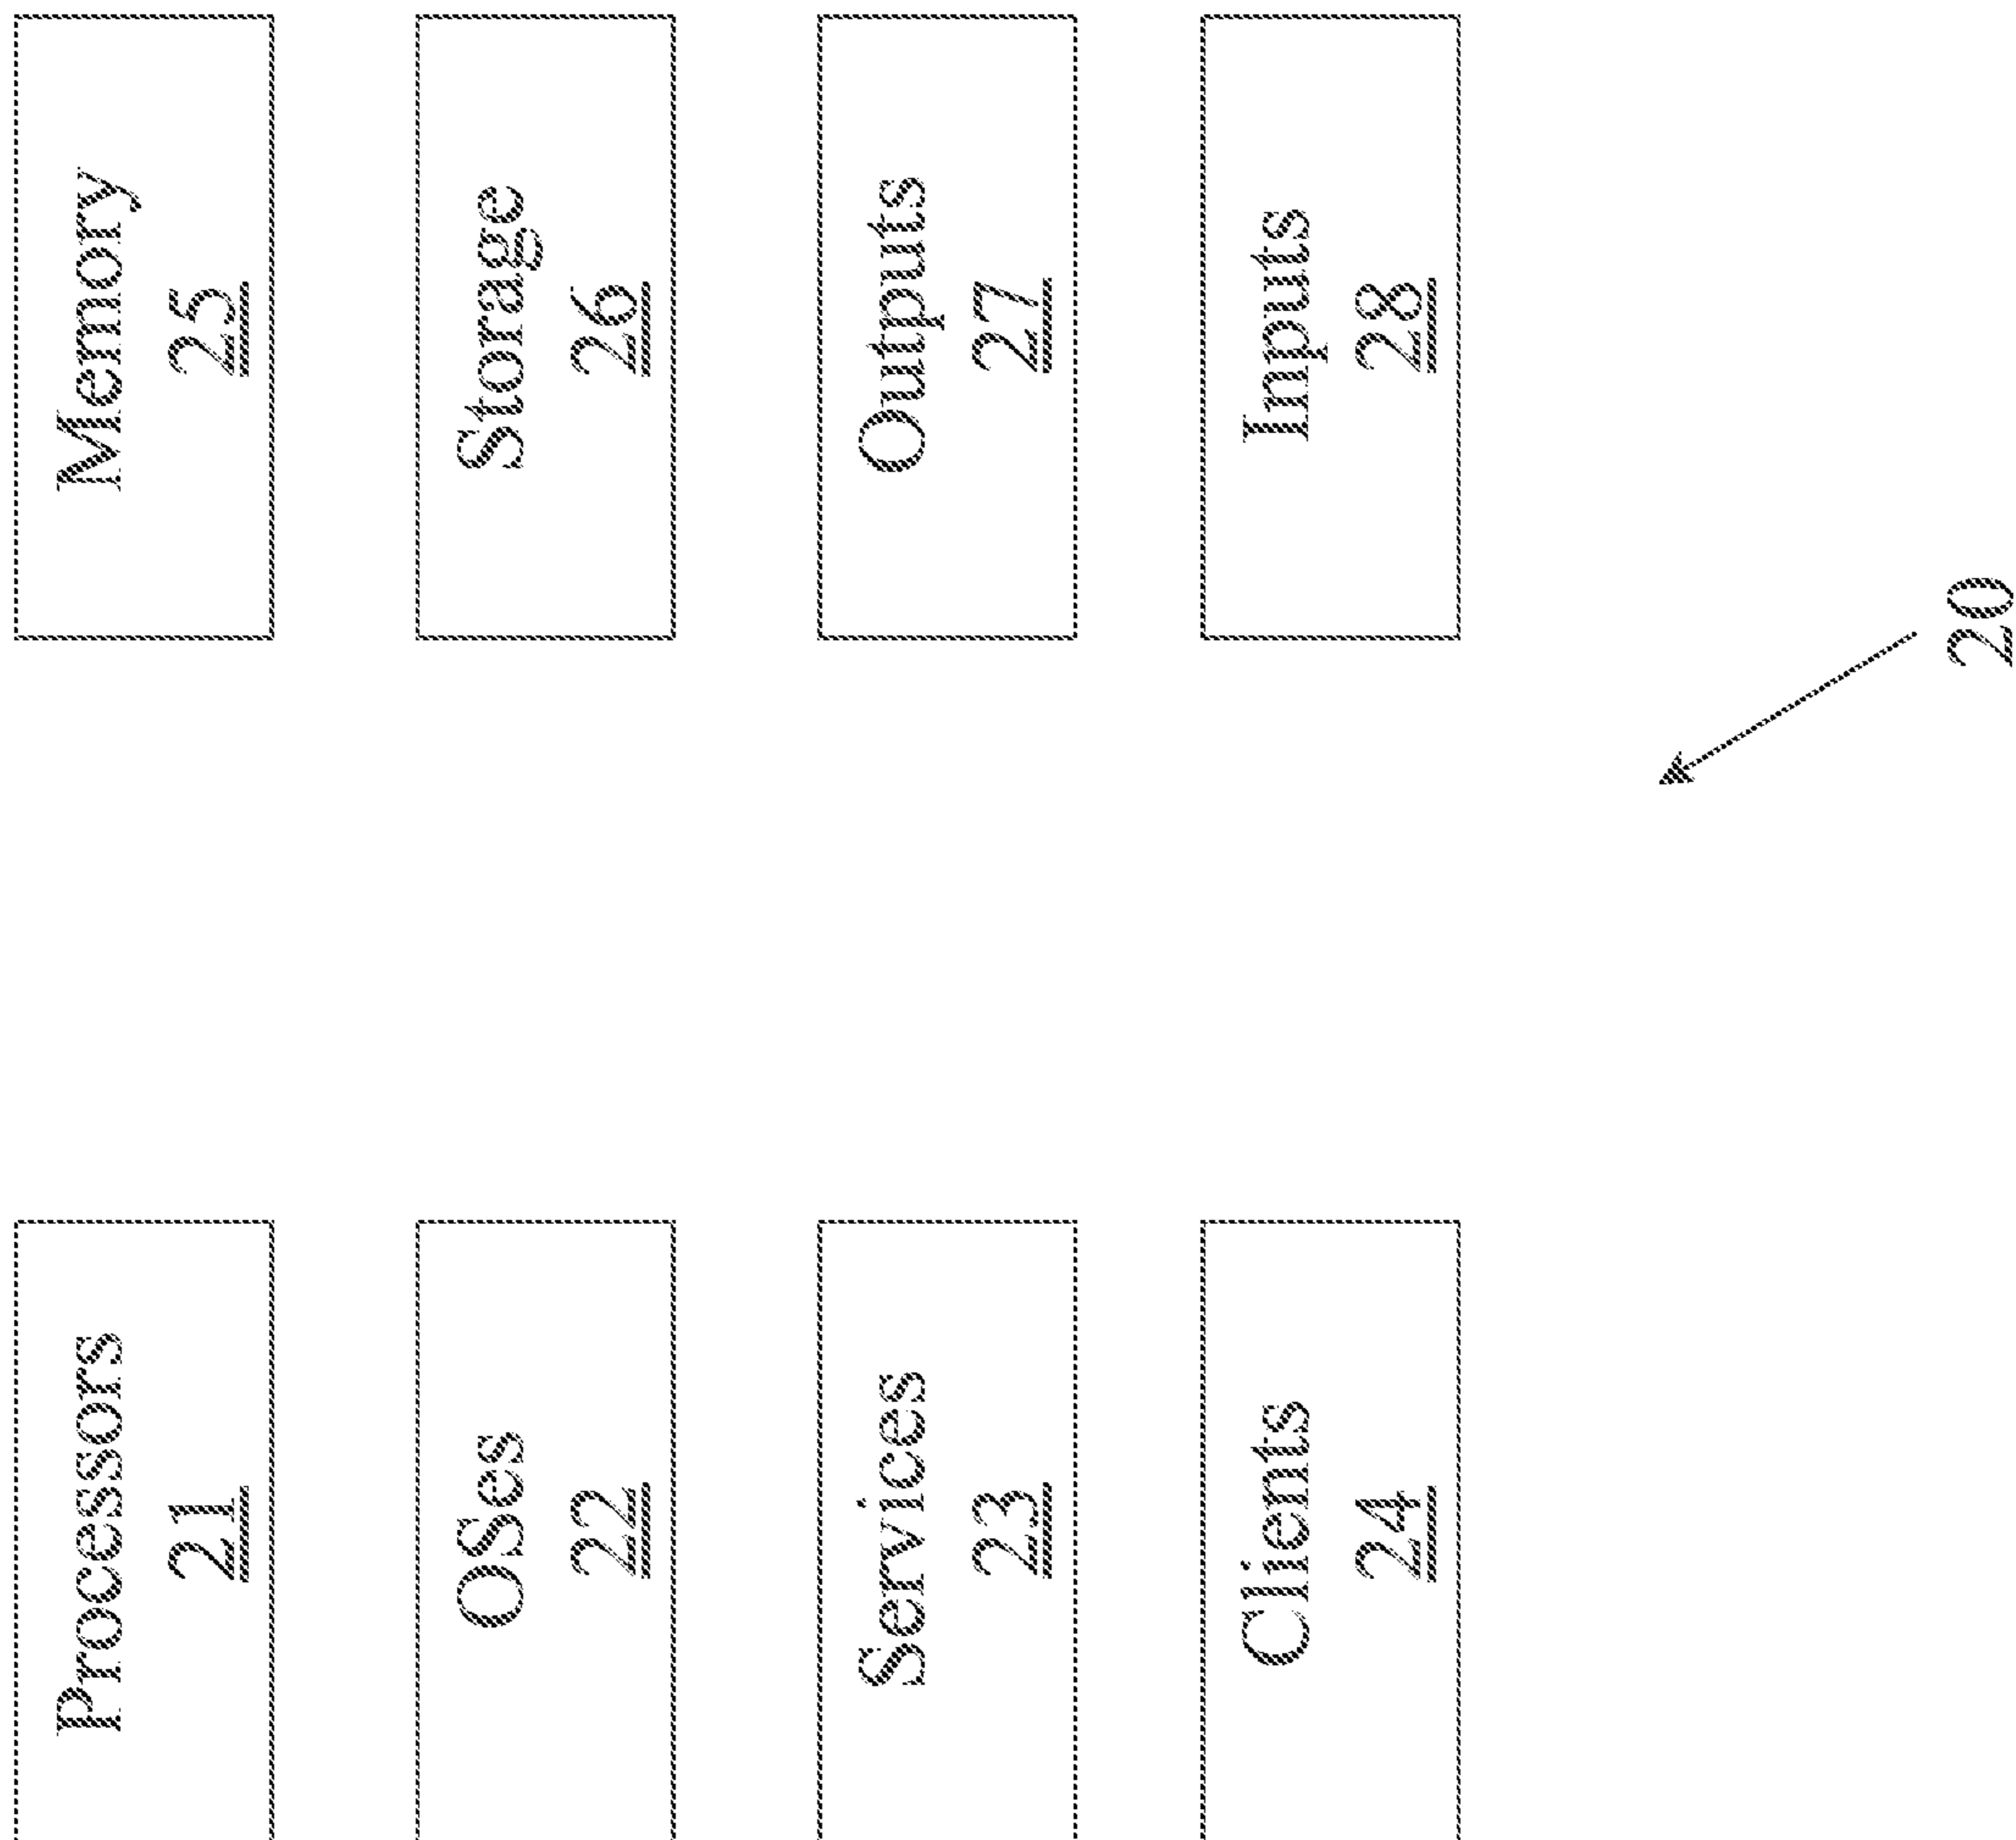 Processors
21
OSes
22
Services
23
Clients
24
Memory
25
Storage
26
Outputs
27
Inputs
28
20